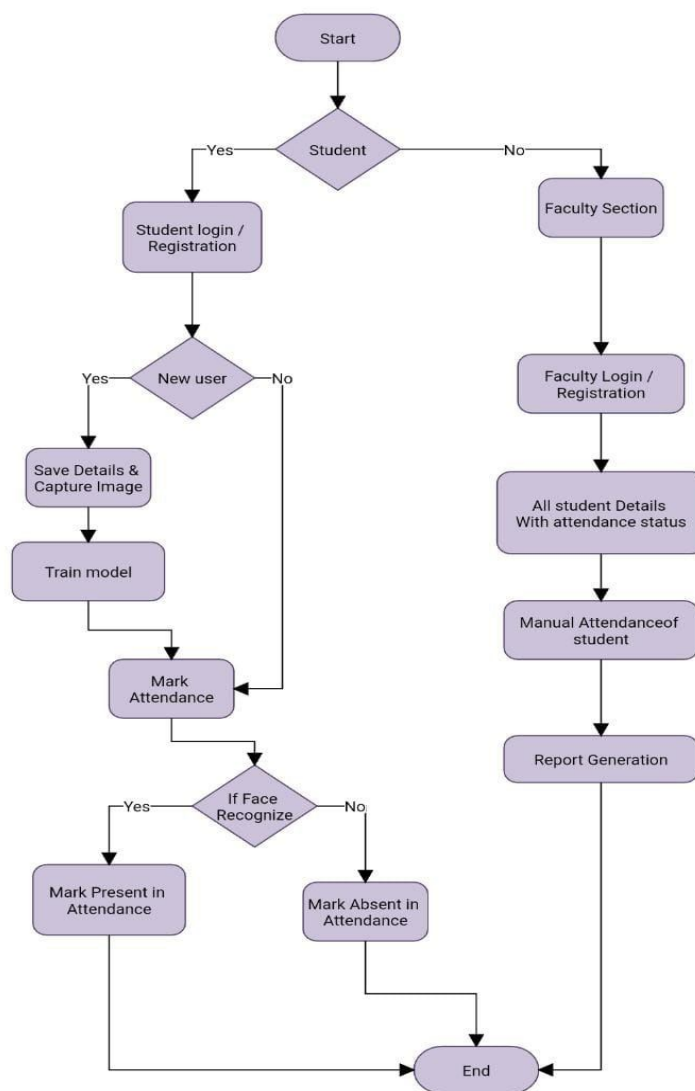 Start
Student
Yes
No
Student login /
Registration
Faculty Section
New user
Yes
No
Faculty Login /
Registration
Save Details &
Capture Image
All student Details
With attendance status
Train model
Manual Attendanceof
student
Mark
Attendance
Report Generation
If Face
Recognize
Yes
No
Mark Present in
Attendance
Mark Absent in
Attendance
End